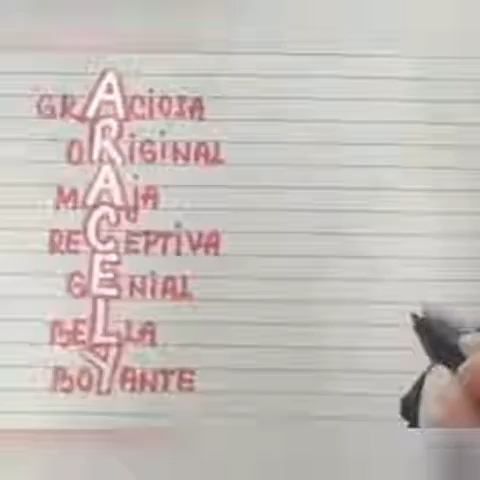 GRACIOSA
ORIGINAL
MAjA
RECEPTIVA
GENIAL
BELLA
BOYANTE